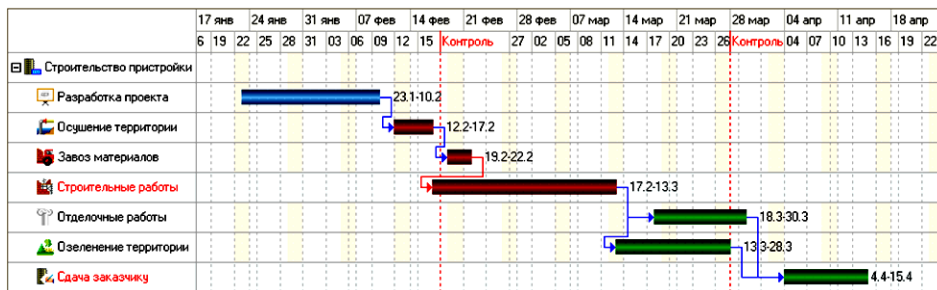 17 янв 24 янв 31 янв 07 фев 14 фев 21 фев 28 фев 07 мар 14 мар 21 мар 28 мар 04 апр 11 апр 18 апр
6 19 22 25 28 31 03 06 09 12 15 Контроль 27 02 05 08 11 14 17 20 23 26 Контроль 04 07 10 13 16 19 22
Строительство пристройки
Разработка проекта 23.1-10.2
Осушение территории 12.2-17.2
Завоз материалов 19.2-22.2
Строительные работы 17.2-13.3
Отделочные работы 18.3-30.3
Озеленение территории 13.3-28.3
Сдача заказчику 4.4-15.4